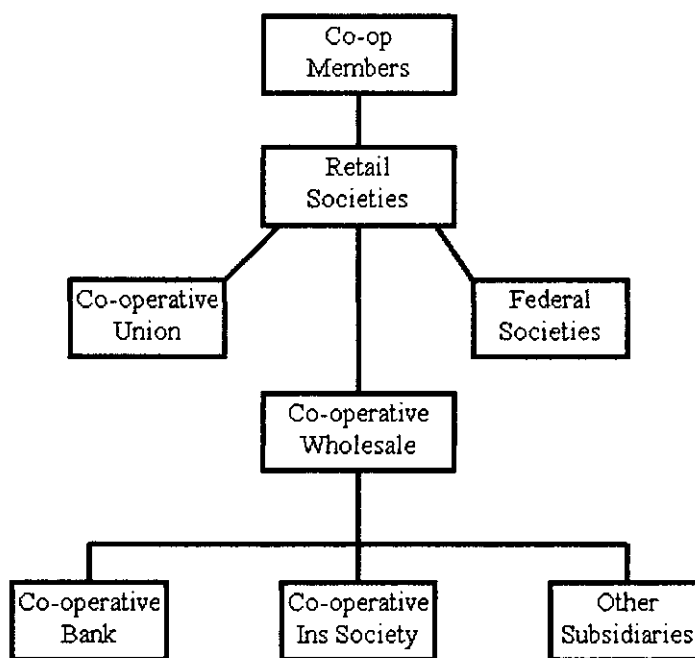 Co-op
Members
Retail
Societies
Co-operative
Union
Federal
Societies
Co-operative
Wholesale
Co-operative
Bank
Co-operative
Ins Society
Other
Subsidiaries